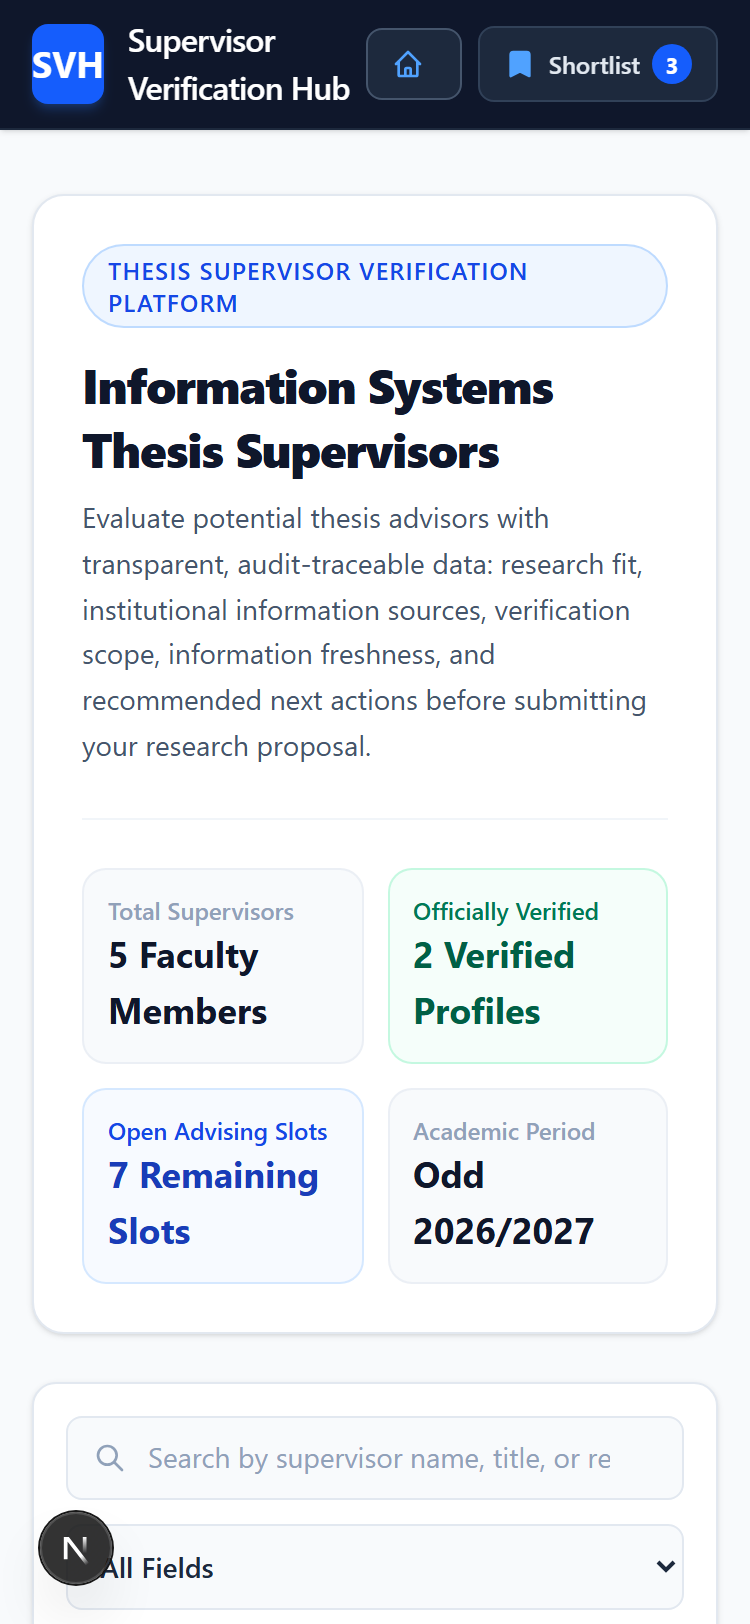 SVH
Supervisor
Verification Hub
Shortlist 3
THESIS SUPERVISOR VERIFICATION
PLATFORM
Information Systems
Thesis Supervisors
Evaluate potential thesis advisors with
transparent, audit-traceable data: research fit,
institutional information sources, verification
scope, information freshness, and
recommended next actions before submitting
your research proposal.
Total Supervisors
5 Faculty
Members
Officially Verified
2 Verified
Profiles
Open Advising Slots
7 Remaining
Slots
Academic Period
Odd
2026/2027
Search by supervisor name, title, or re
N
All Fields